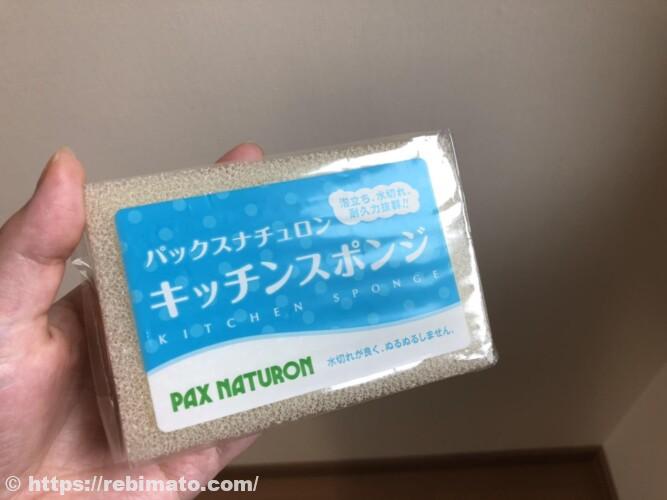 泡立ち、水切れ、
耐久力抜群!!
パックスナチュロン
キッチンスポンジ
KITCHEN SPONGE
PAX NATURON
水切れが良く、ぬるぬるしません。
© https://rebimato.com/